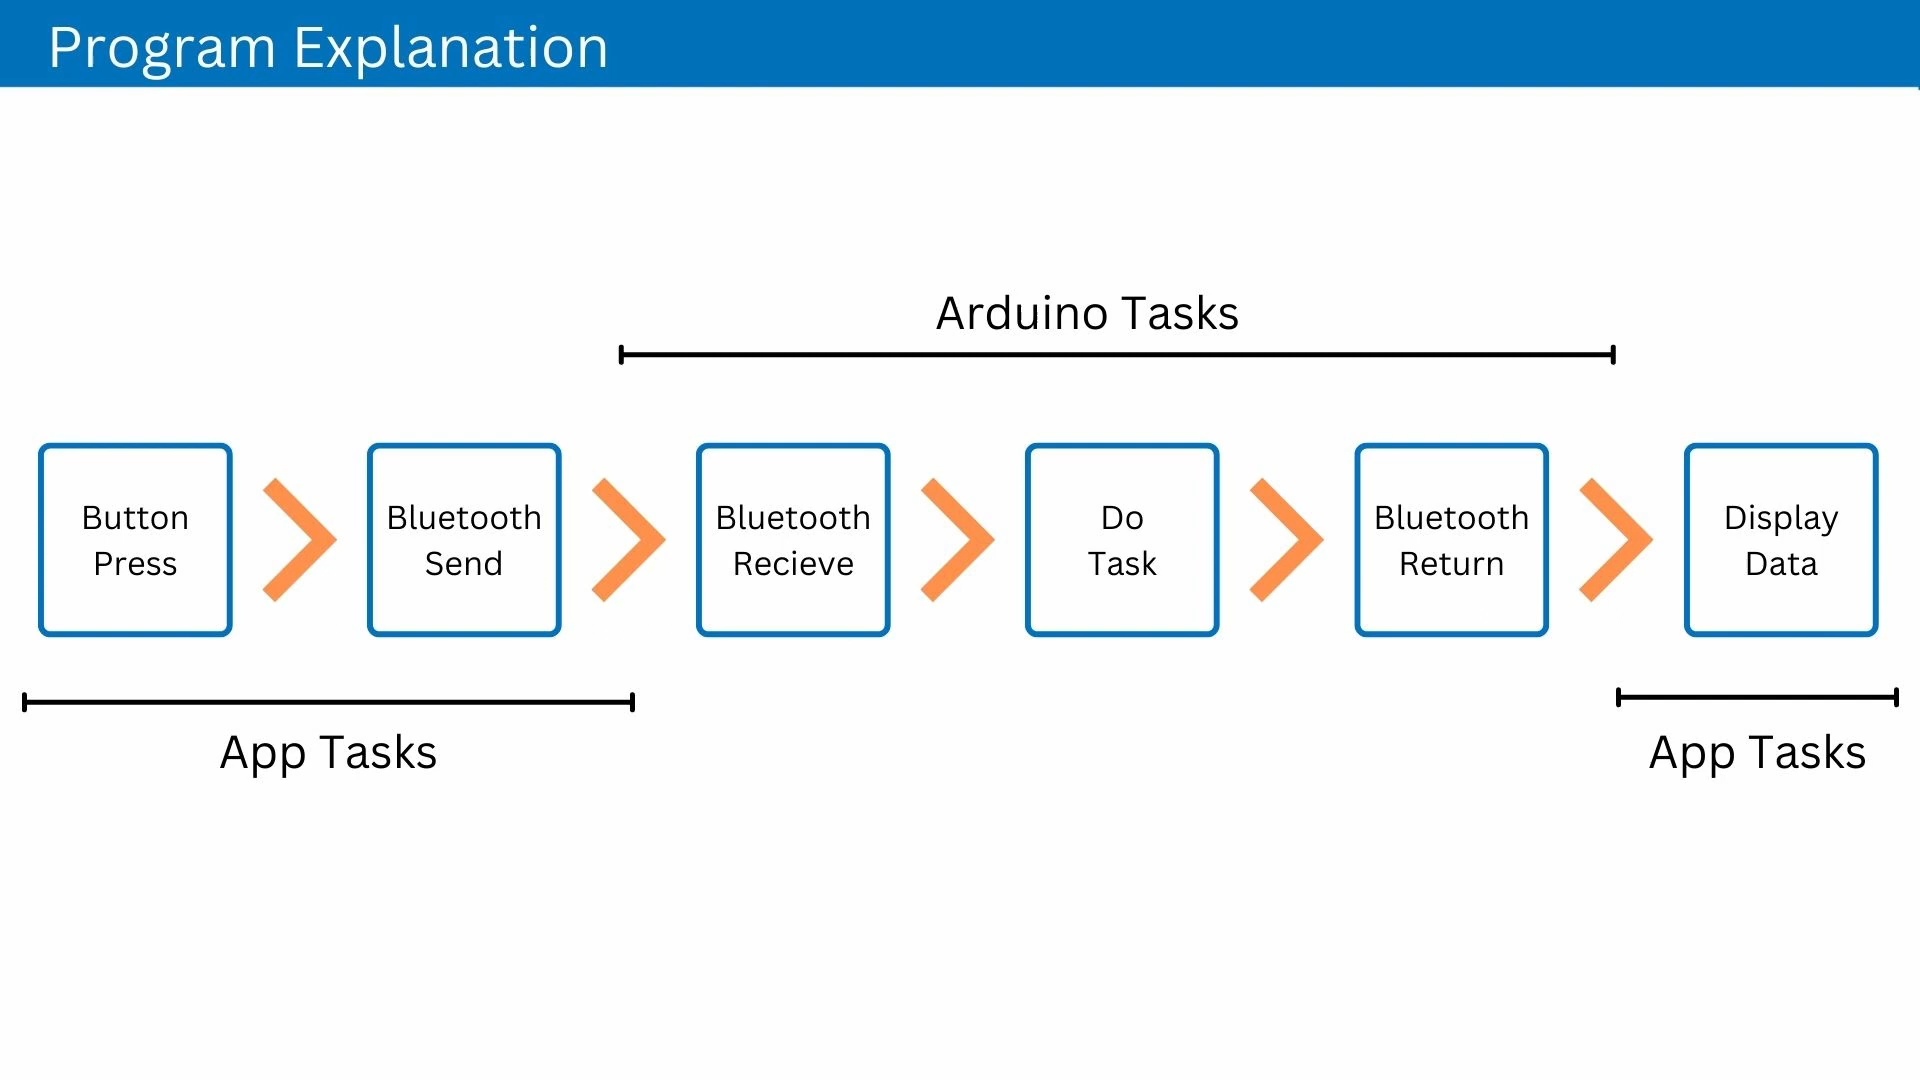 Program Explanation
Arduino Tasks
Button
Press
Bluetooth
Send
Bluetooth
Recieve
Do
Task
Bluetooth
Return
Display
Data
App Tasks
App Tasks